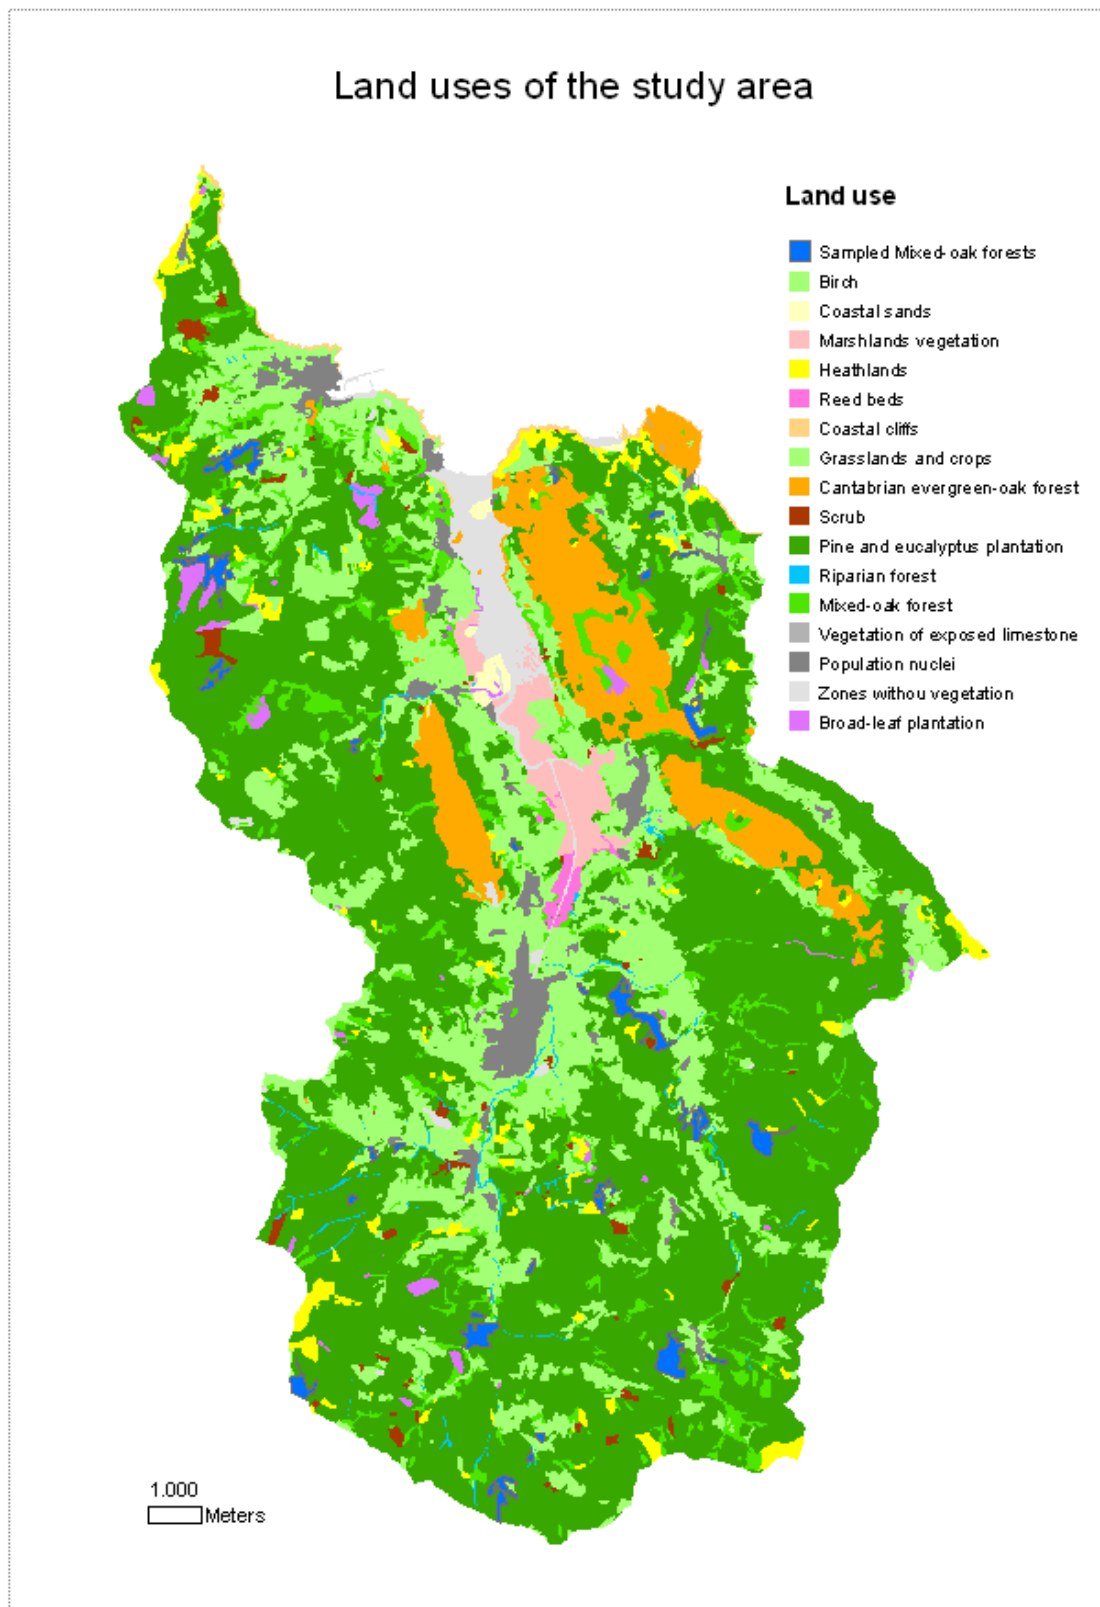 Land uses of the study area
Land use
Sampled Mixed-oak forests
Birch
Coastal sands
Marshlands vegetation
Heathlands
Reed beds
Coastal cliffs
Grasslands and crops
Cantabrian evergreen-oak forest
Scrub
Pine and eucalyptus plantation
Riparian forest
Mixed-oak forest
Vegetation of exposed limestone
Population nuclei
Zones withou vegetation
Broad-leaf plantation
1.000
Meters